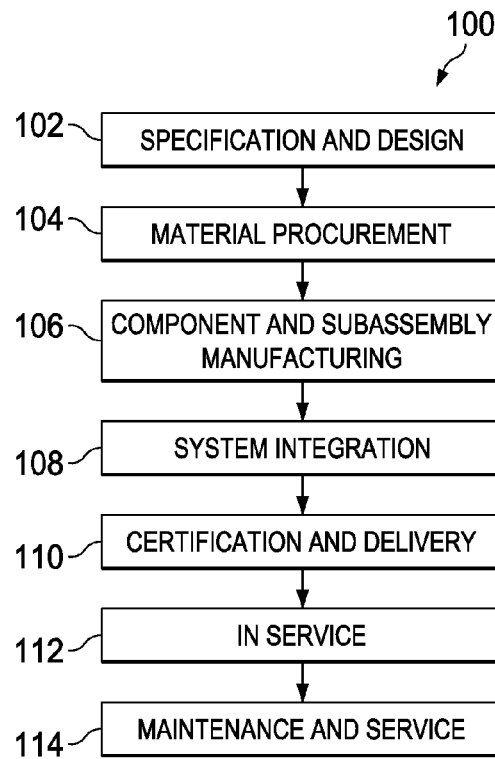 100
102 SPECIFICATION AND DESIGN
104 MATERIAL PROCUREMENT
106 COMPONENT AND SUBASSEMBLY
MANUFACTURING
108 SYSTEM INTEGRATION
110 CERTIFICATION AND DELIVERY
112 IN SERVICE
114 MAINTENANCE AND SERVICE